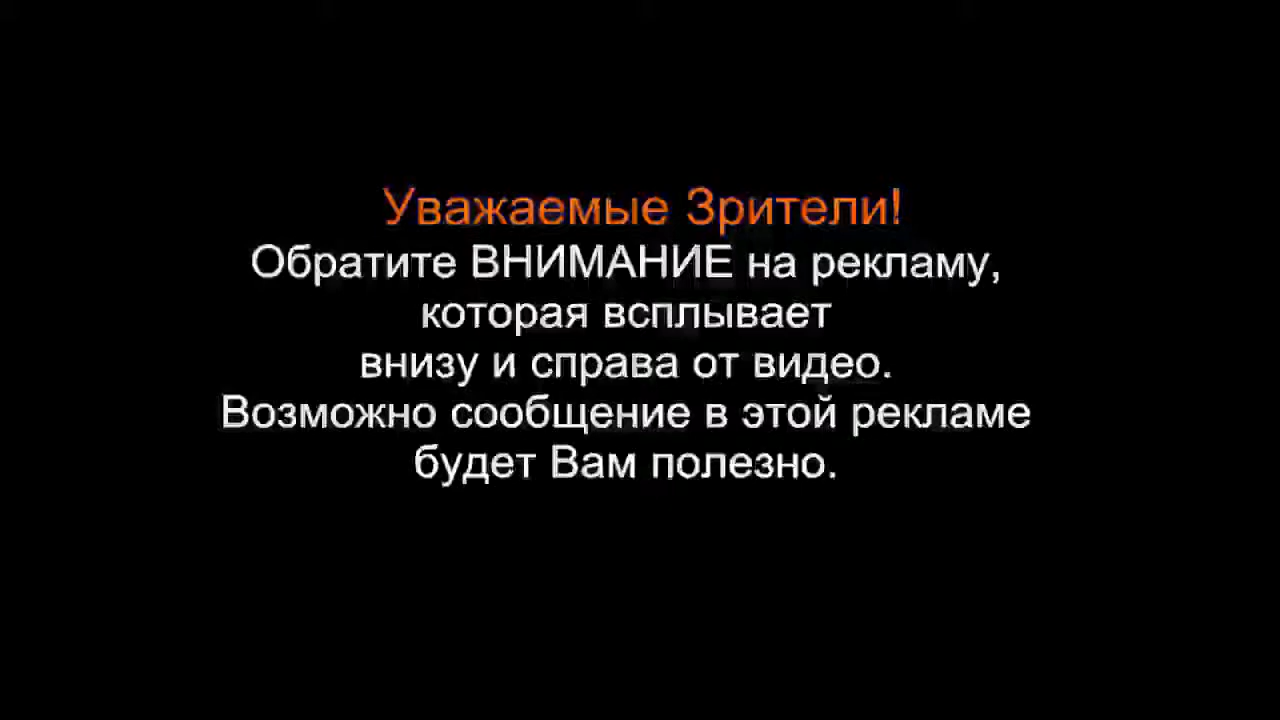 Уважаемые Зрители!
Обратите ВНИМАНИЕ на рекламу,
которая всплывает
внизу и справа от видео.
Возможно сообщение в этой рекламе
будет Вам полезно.